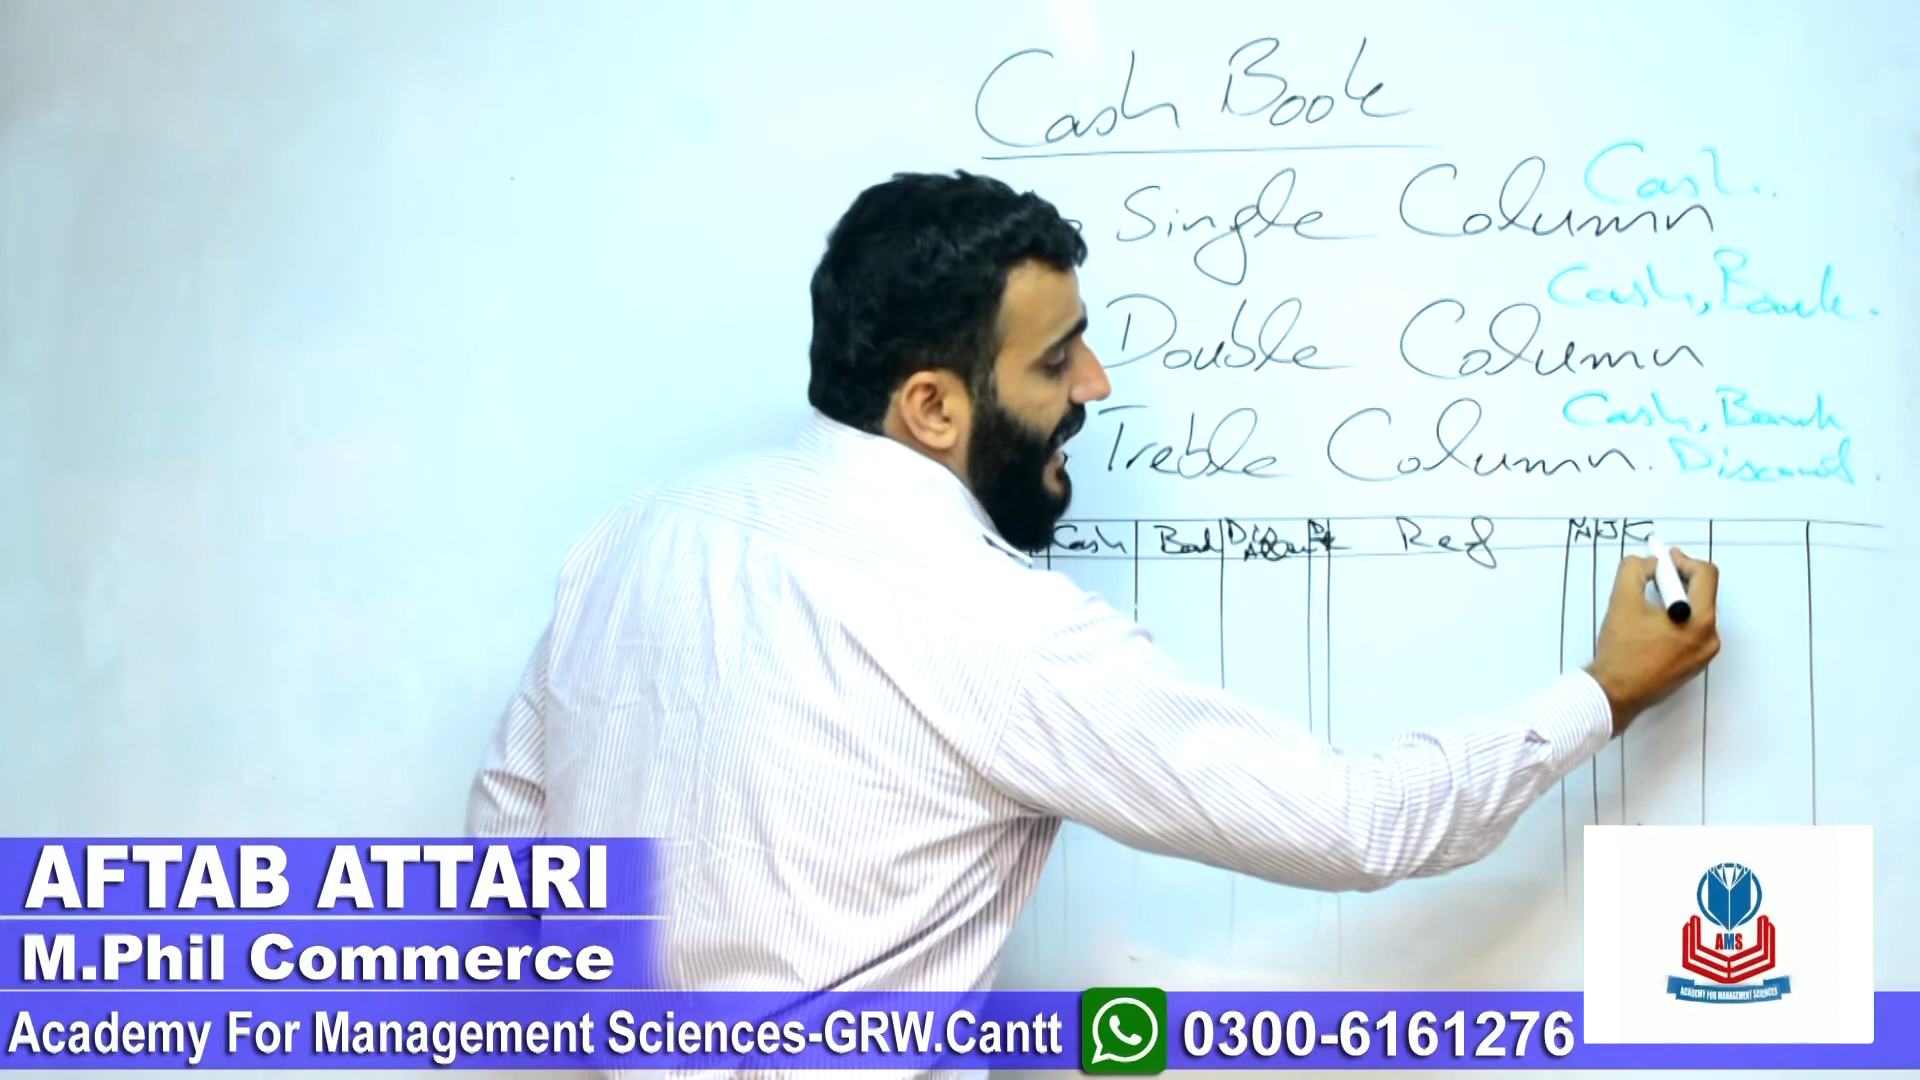 Cash Book
Single Column
Cash.
Double Column
Cash, Bank.
Treble Column.
Cash, Bank
Discount.
Cash
Ref
AFTAB ATTARI
M.Phil Commerce
Academy For Management Sciences-GRW.Cantt
0300-6161276
AMS
ACADEMY FOR MANAGEMENT SCIENCES